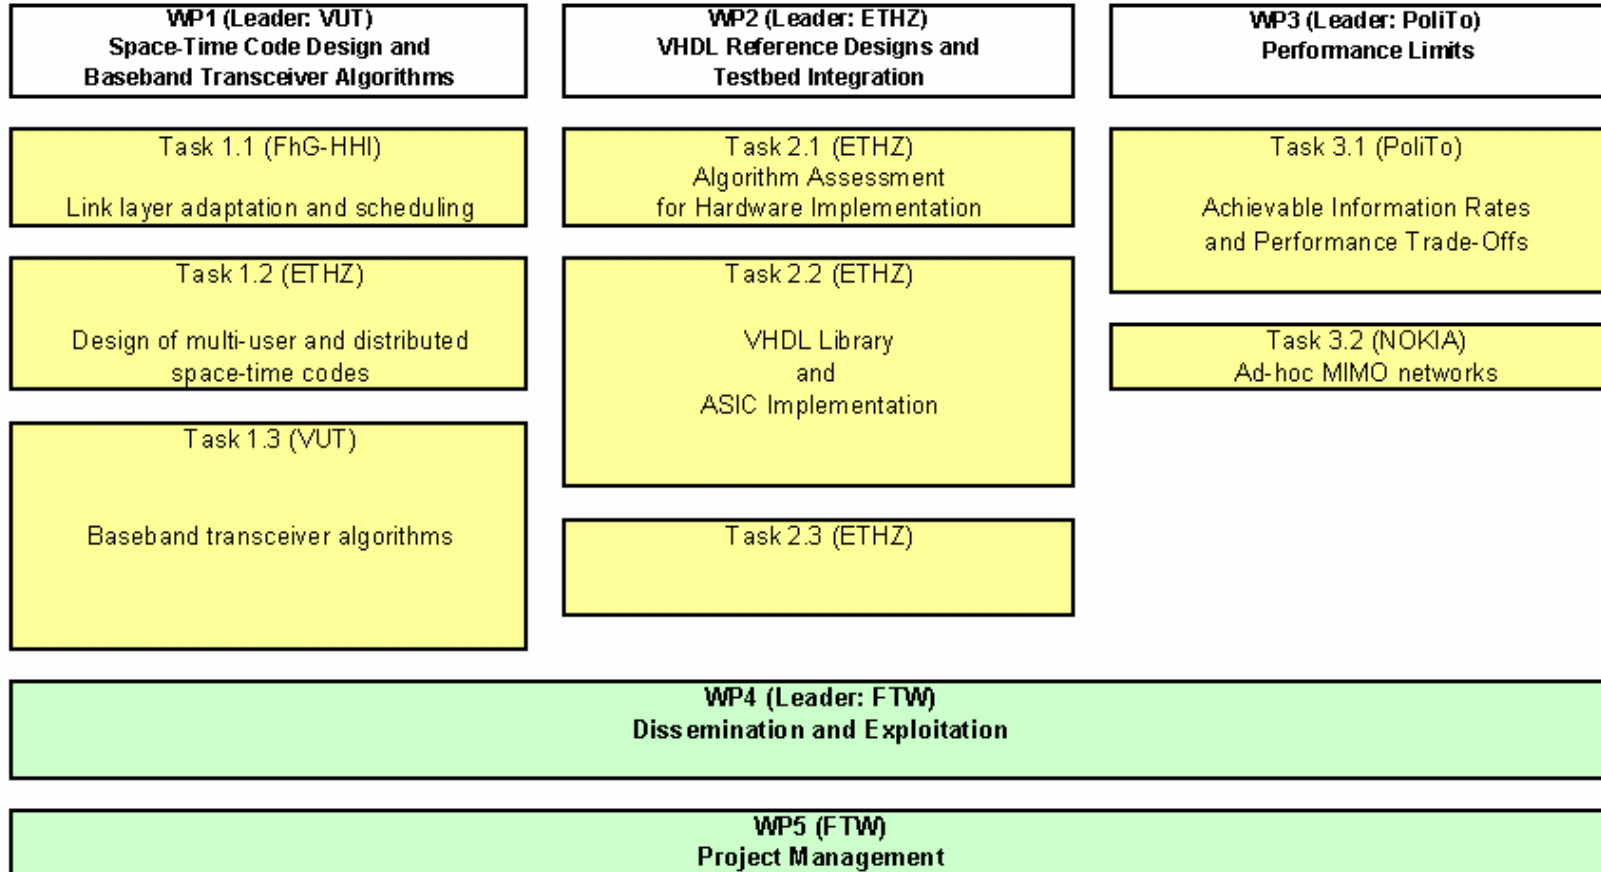 WP1 (Leader: VUT)
Space-Time Code Design and
Baseband Transceiver Algorithms
Task 1.1 (FhG-HHI)
Link layer adaptation and scheduling
Task 1.2 (ETHZ)
Design of multi-user and distributed
space-time codes
Task 1.3 (VUT)
Baseband transceiver algorithms
WP2 (Leader: ETHZ)
VHDL Reference Designs and
Testbed Integration
Task 2.1 (ETHZ)
Algorithm Assessment
for Hardware Implementation
Task 2.2 (ETHZ)
VHDL Library
and
ASIC Implementation
Task 2.3 (ETHZ)
WP3 (Leader: PoliTo)
Performance Limits
Task 3.1 (PoliTo)
Achievable Information Rates
and Performance Trade-Offs
Task 3.2 (NOKIA)
Ad-hoc MIMO networks
WP4 (Leader: FTW)
Dissemination and Exploitation
WP5 (FTW)
Project Management